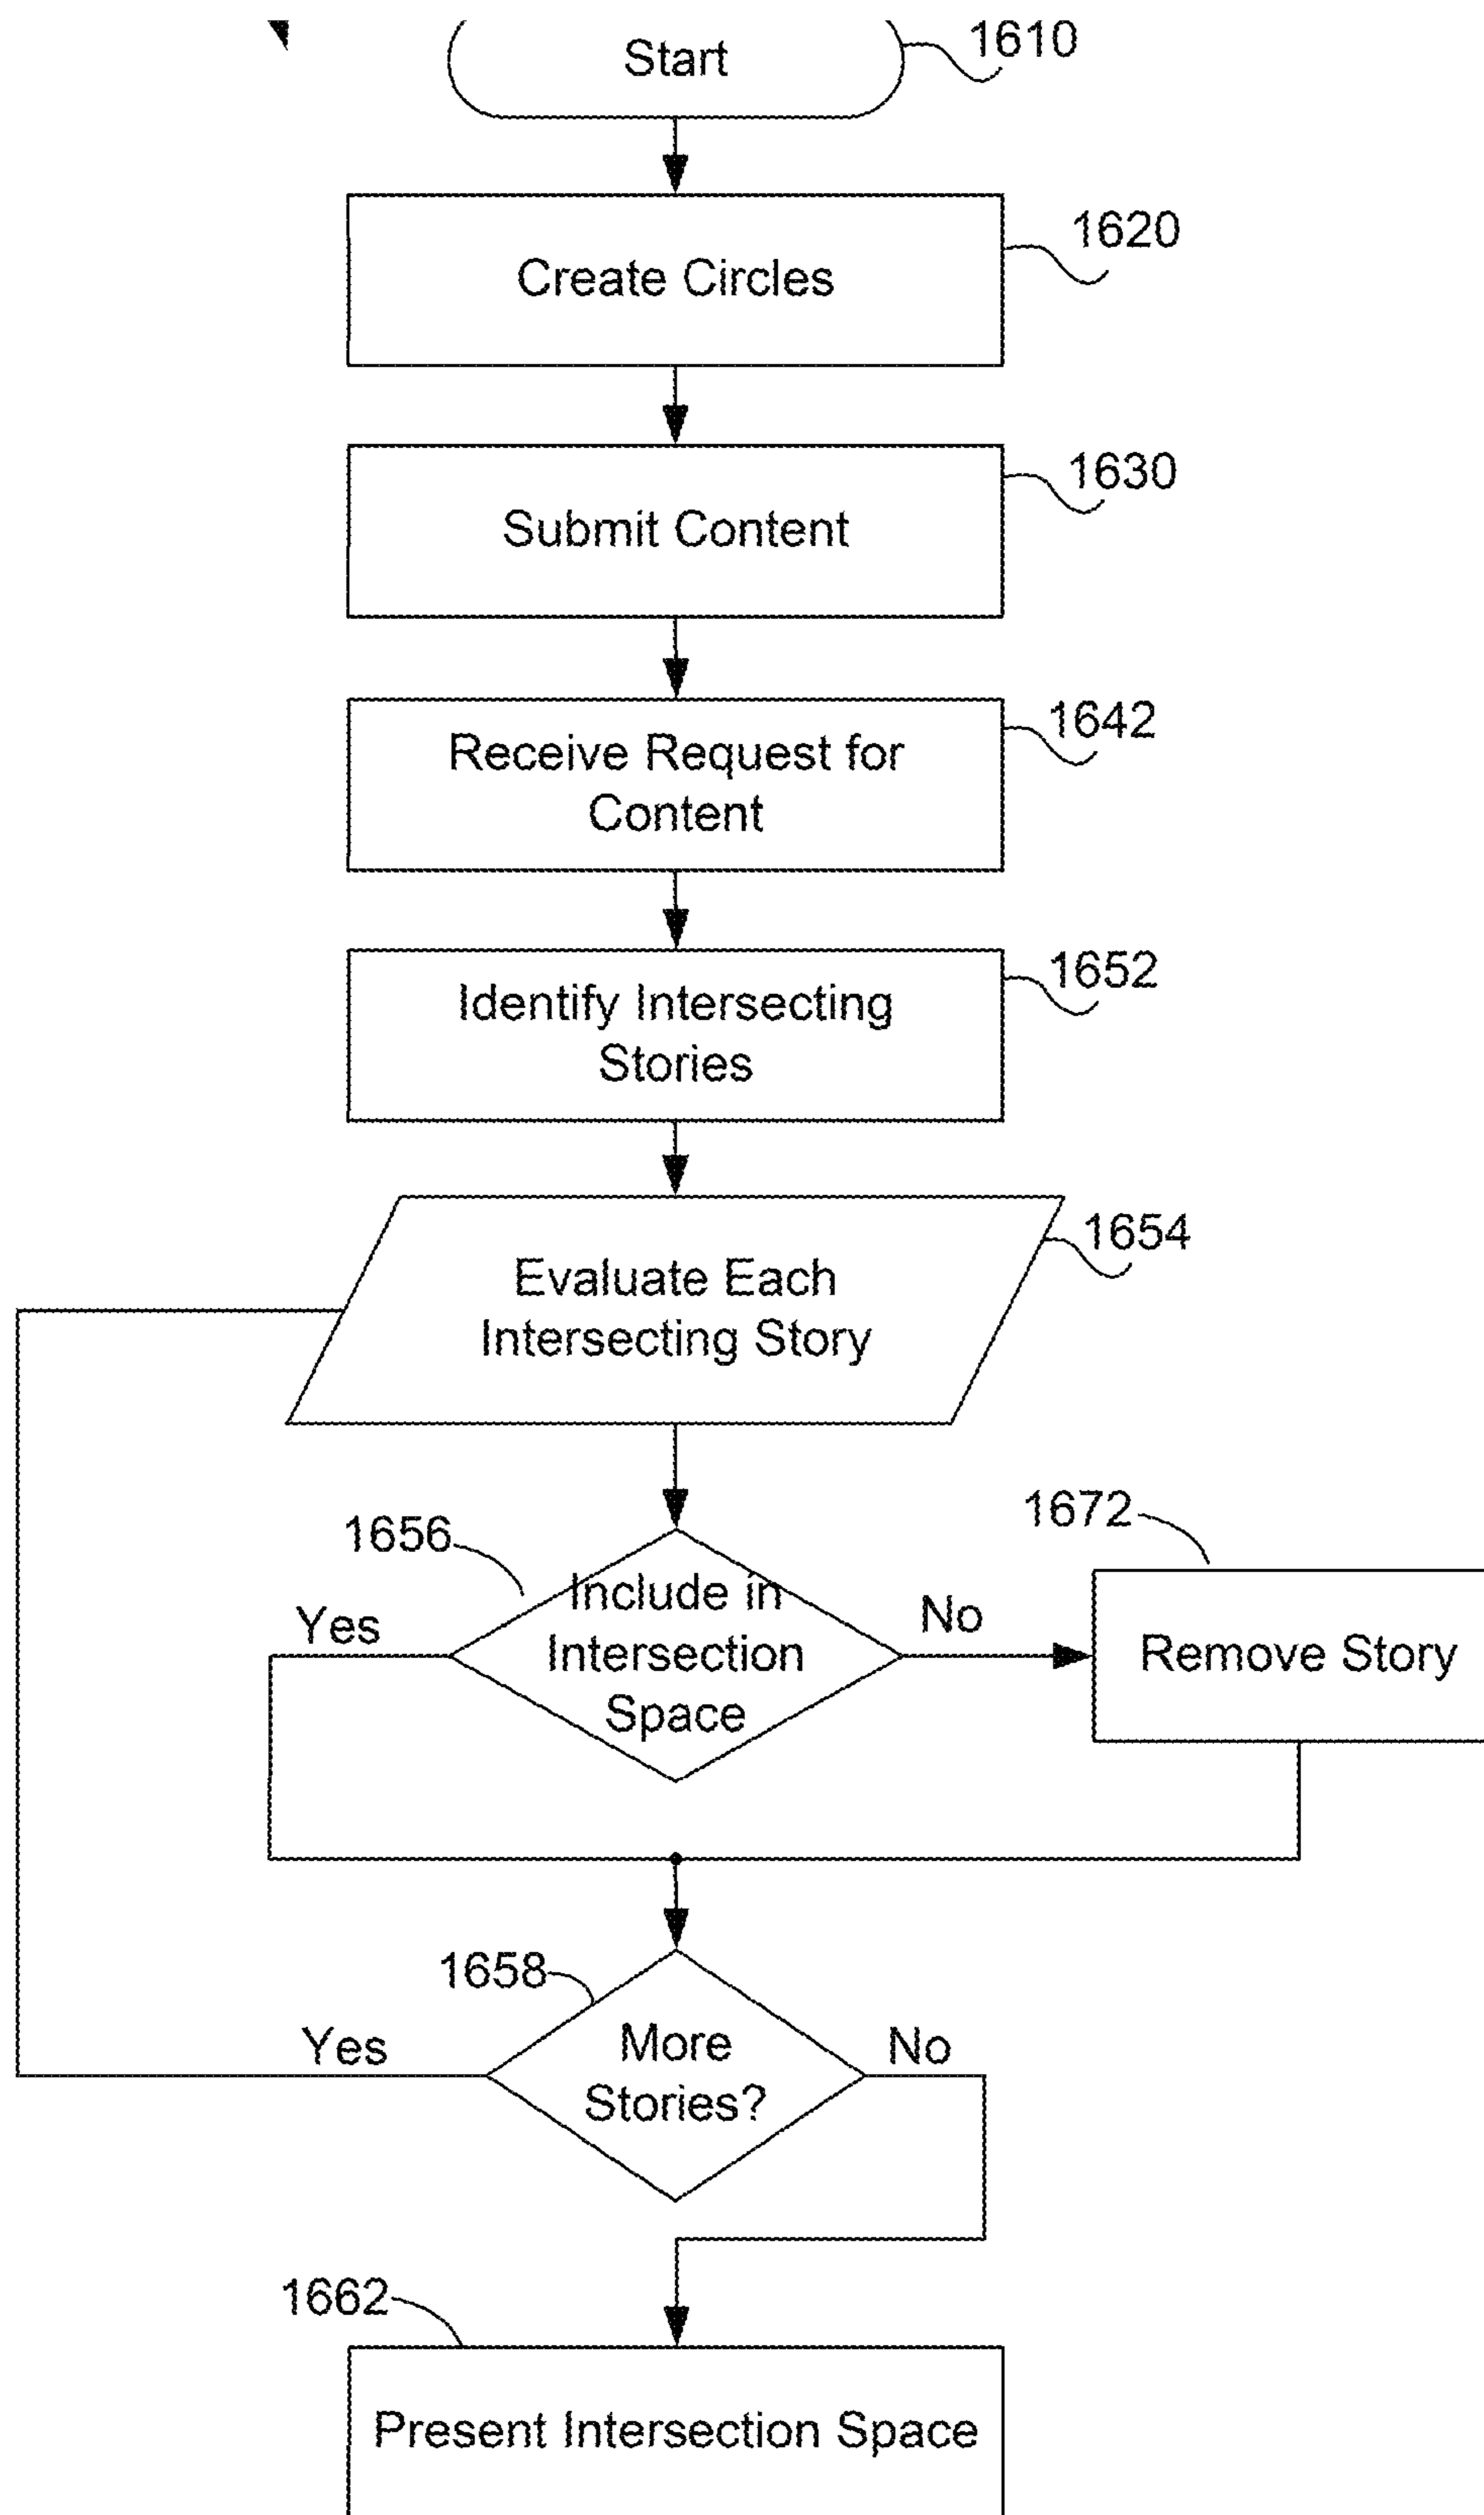 Start
1610
Create Circles
1620
Submit Content
1630
Receive Request for
Content
1642
Identify Intersecting
Stories
1652
Evaluate Each
Intersecting Story
1654
1656
Include in
Intersection
Space
Yes
No
1672
Remove Story
1658
More
Stories?
Yes
No
1662
Present Intersection Space